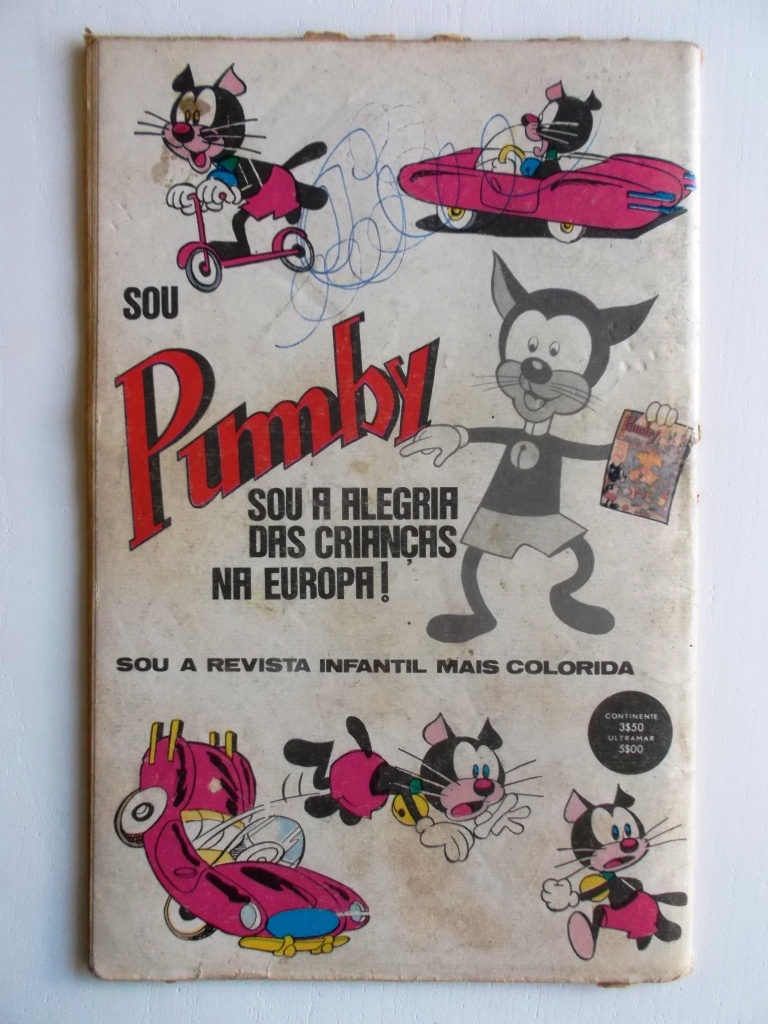 SOU
Pumby
Pumby
SOU A ALEGRIA
DAS CRIANÇAS
NA EUROPA!
SOU A REVISTA INFANTIL MAIS COLORIDA
CONTINENTE
3$50
ULTRAMAR
5$00